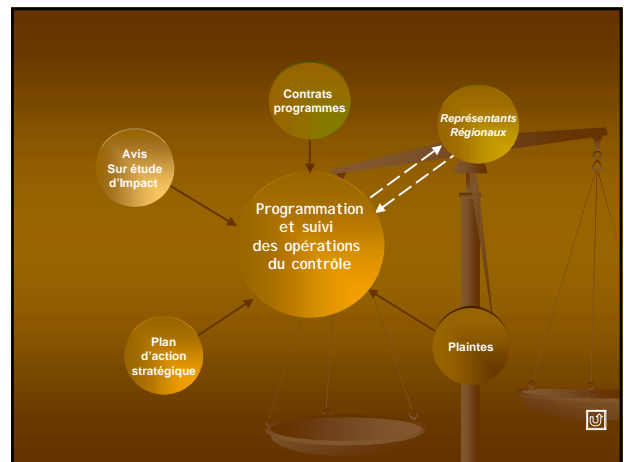 Contrats
programmes
Représentants
Régionaux
Avis
Sur étude
d'Impact
Programmation
et suivi
des opérations
du contrôle
Plan
d'action
stratégique
Plaintes